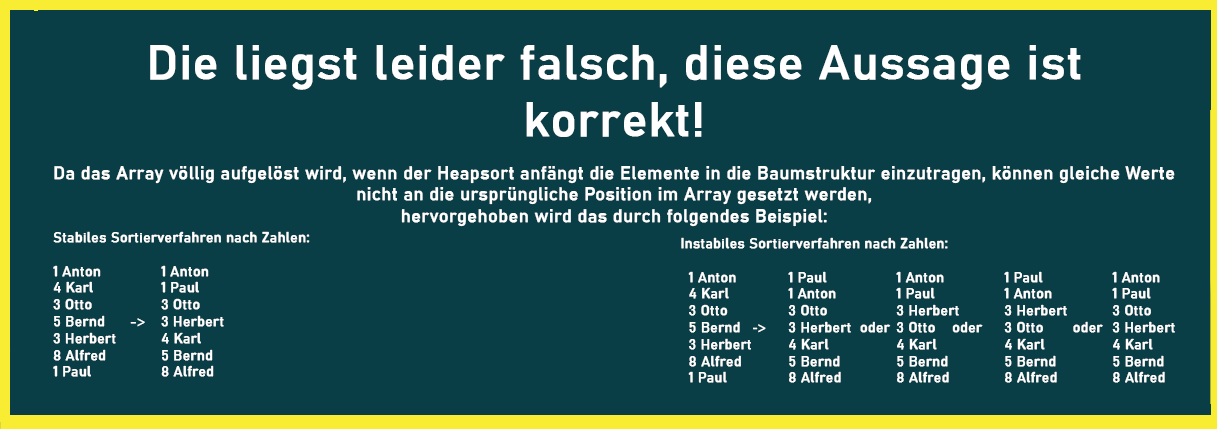 Die liegst leider falsch, diese Aussage ist
korrekt!
Da das Array völlig aufgelöst wird, wenn der Heapsort anfängt die Elemente in die Baumstruktur einzutragen, können gleiche Werte
nicht an die ursprüngliche Position im Array gesetzt werden,
hervorgehoben wird das durch folgendes Beispiel:
Stabiles Sortierverfahren nach Zahlen:
1 Anton 1 Anton
4 Karl 1 Paul
3 Otto 3 Otto
5 Bernd -> 3 Herbert
3 Herbert 4 Karl
8 Alfred 5 Bernd
1 Paul 8 Alfred
Instabiles Sortierverfahren nach Zahlen:
1 Anton 1 Paul 1 Anton 1 Paul 1 Anton
4 Karl 1 Anton 1 Paul 1 Anton 1 Paul
3 Otto 3 Otto 3 Herbert 3 Herbert 3 Otto
5 Bernd -> 3 Herbert oder 3 Otto oder 3 Otto oder 3 Herbert
3 Herbert 4 Karl 4 Karl 4 Karl 4 Karl
8 Alfred 5 Bernd 5 Bernd 5 Bernd 5 Bernd
1 Paul 8 Alfred 8 Alfred 8 Alfred 8 Alfred